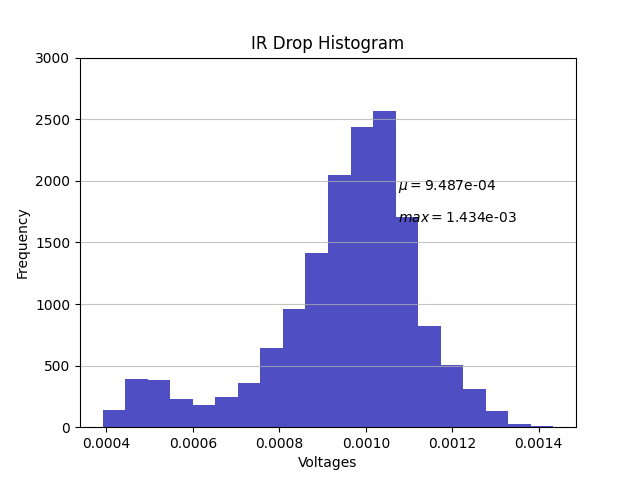 IR Drop Histogram
3000
2500
2000
1500
1000
500
0
Frequency
μ = 9.487e-04
max = 1.434e-03
0.0004 0.0006 0.0008 0.0010 0.0012 0.0014
Voltages